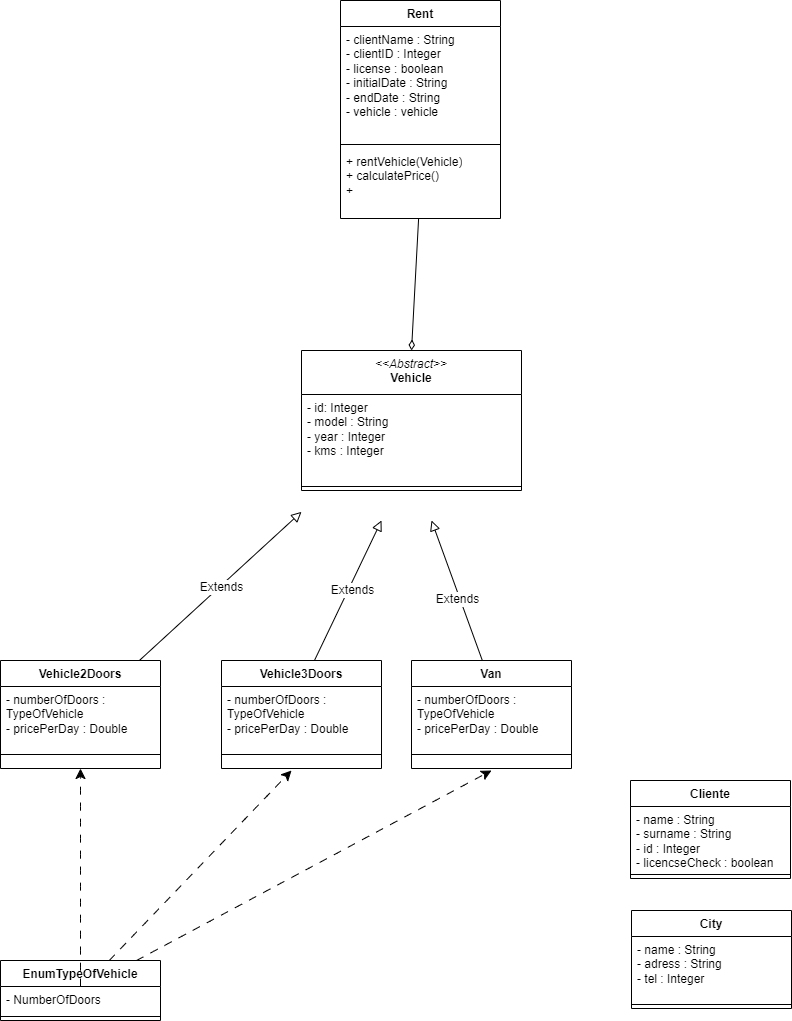 Rent
- clientName : String
- clientID : Integer
- license : boolean
- initialDate : String
- endDate : String
- vehicle : vehicle
+ rentVehicle(Vehicle)
+ calculatePrice()
+
<<Abstract>>
Vehicle
- id: Integer
- model : String
- year : Integer
- kms : Integer
Extends
Extends
Extends
Vehicle2Doors
- numberOfDoors :
TypeOfVehicle
- pricePerDay : Double
Vehicle3Doors
- numberOfDoors :
TypeOfVehicle
- pricePerDay : Double
Van
- numberOfDoors :
TypeOfVehicle
- pricePerDay : Double
Cliente
- name : String
- surname : String
- id : Integer
- licencseCheck : boolean
City
- name : String
- adress : String
- tel : Integer
EnumTypeOfVehicle
- NumberOfDoors